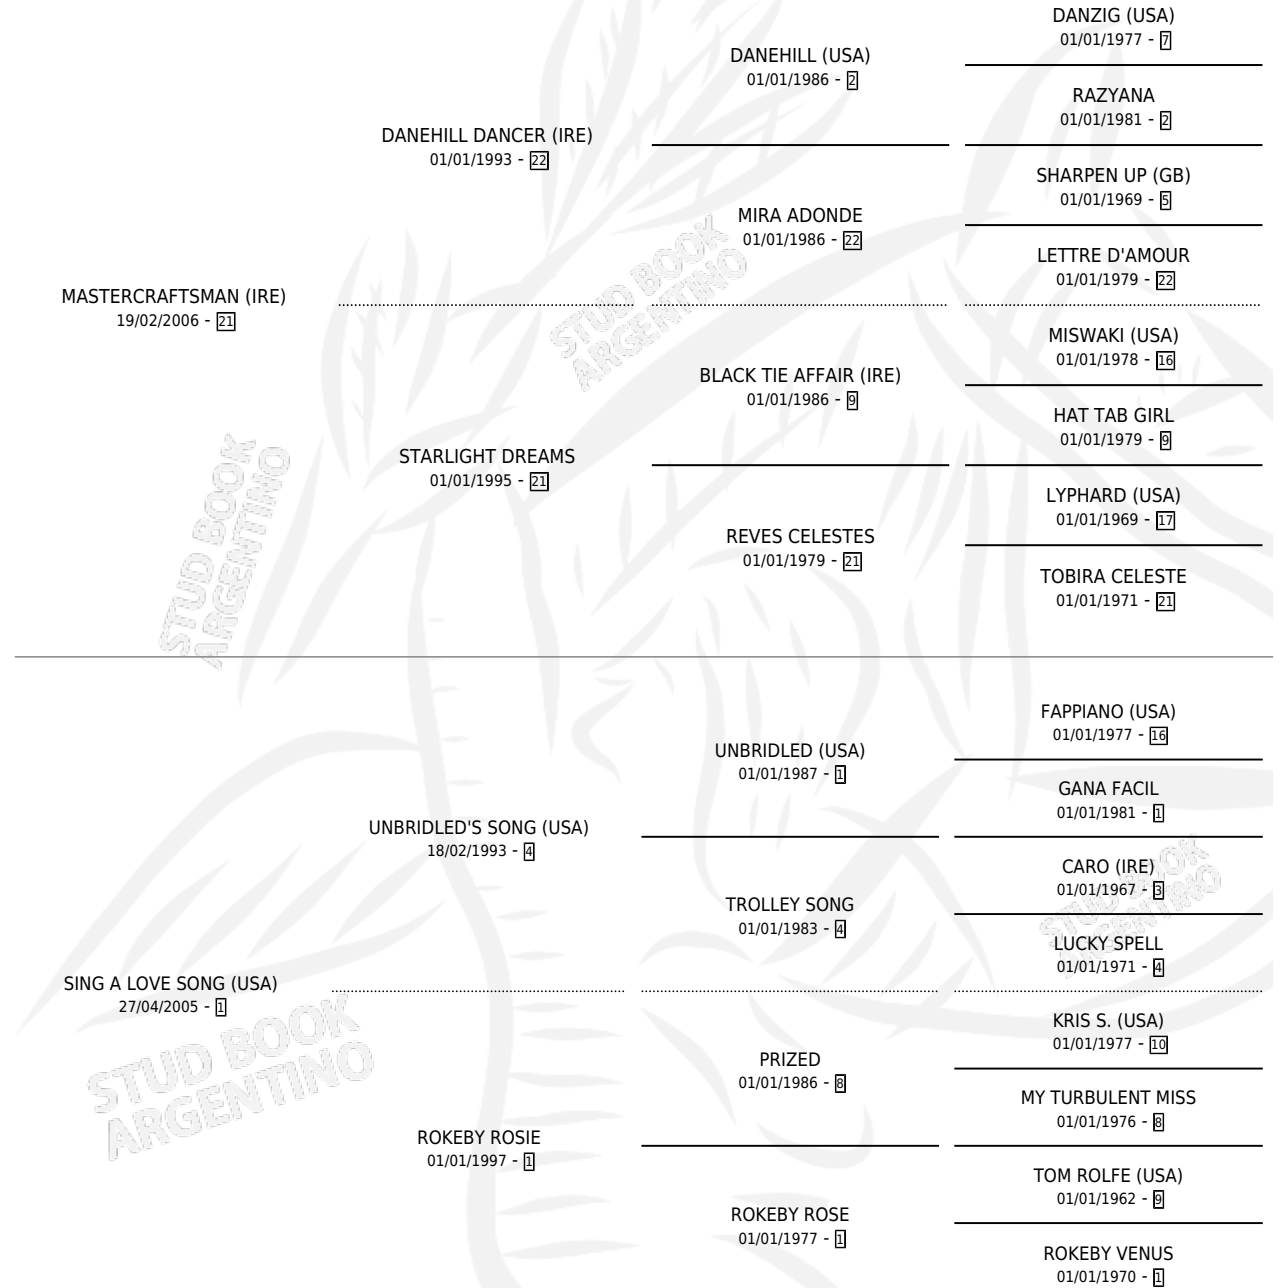 DANZIG (USA)
01/01/1977 - 7
DANEHILL (USA)
01/01/1986 - 2
RAZYANA
01/01/1981 - 2
DANEHILL DANCER (IRE)
01/01/1993 - 22
SHARPEN UP (GB)
01/01/1969 - 5
MIRA ADONDE
01/01/1986 - 22
LETTRE D'AMOUR
01/01/1979 - 22
MASTERCRAFTSMAN (IRE)
19/02/2006 - 21
STUD BOOK
ARGENTINO
MISWAKI (USA)
01/01/1978 - 16
BLACK TIE AFFAIR (IRE)
01/01/1986 - 9
HAT TAB GIRL
01/01/1979 - 9
STARLIGHT DREAMS
01/01/1995 - 21
LYPHARD (USA)
01/01/1969 - 17
REVES CELESTES
01/01/1979 - 21
TOBIRA CELESTE
01/01/1971 - 21
STUD BOOK
ARGENTINO
FAPPIANO (USA)
01/01/1977 - 16
UNBRIDLED (USA)
01/01/1987 - 1
GANA FACIL
01/01/1981 - 1
UNBRIDLED'S SONG (USA)
18/02/1993 - 4
CARO (IRE)
01/01/1967 - 3
TROLLEY SONG
01/01/1983 - 4
LUCKY SPELL
01/01/1971 - 4
STUD BOOK
ARGENTINO
SING A LOVE SONG (USA)
27/04/2005 - 1
KRIS S. (USA)
01/01/1977 - 10
PRIZED
01/01/1986 - 8
MY TURBULENT MISS
01/01/1976 - 8
STUD BOOK
ARGENTINO
ROKEBY ROSIE
01/01/1997 - 1
TOM ROLFE (USA)
01/01/1962 - 9
ROKEBY ROSE
01/01/1977 - 1
ROKEBY VENUS
01/01/1970 - 1